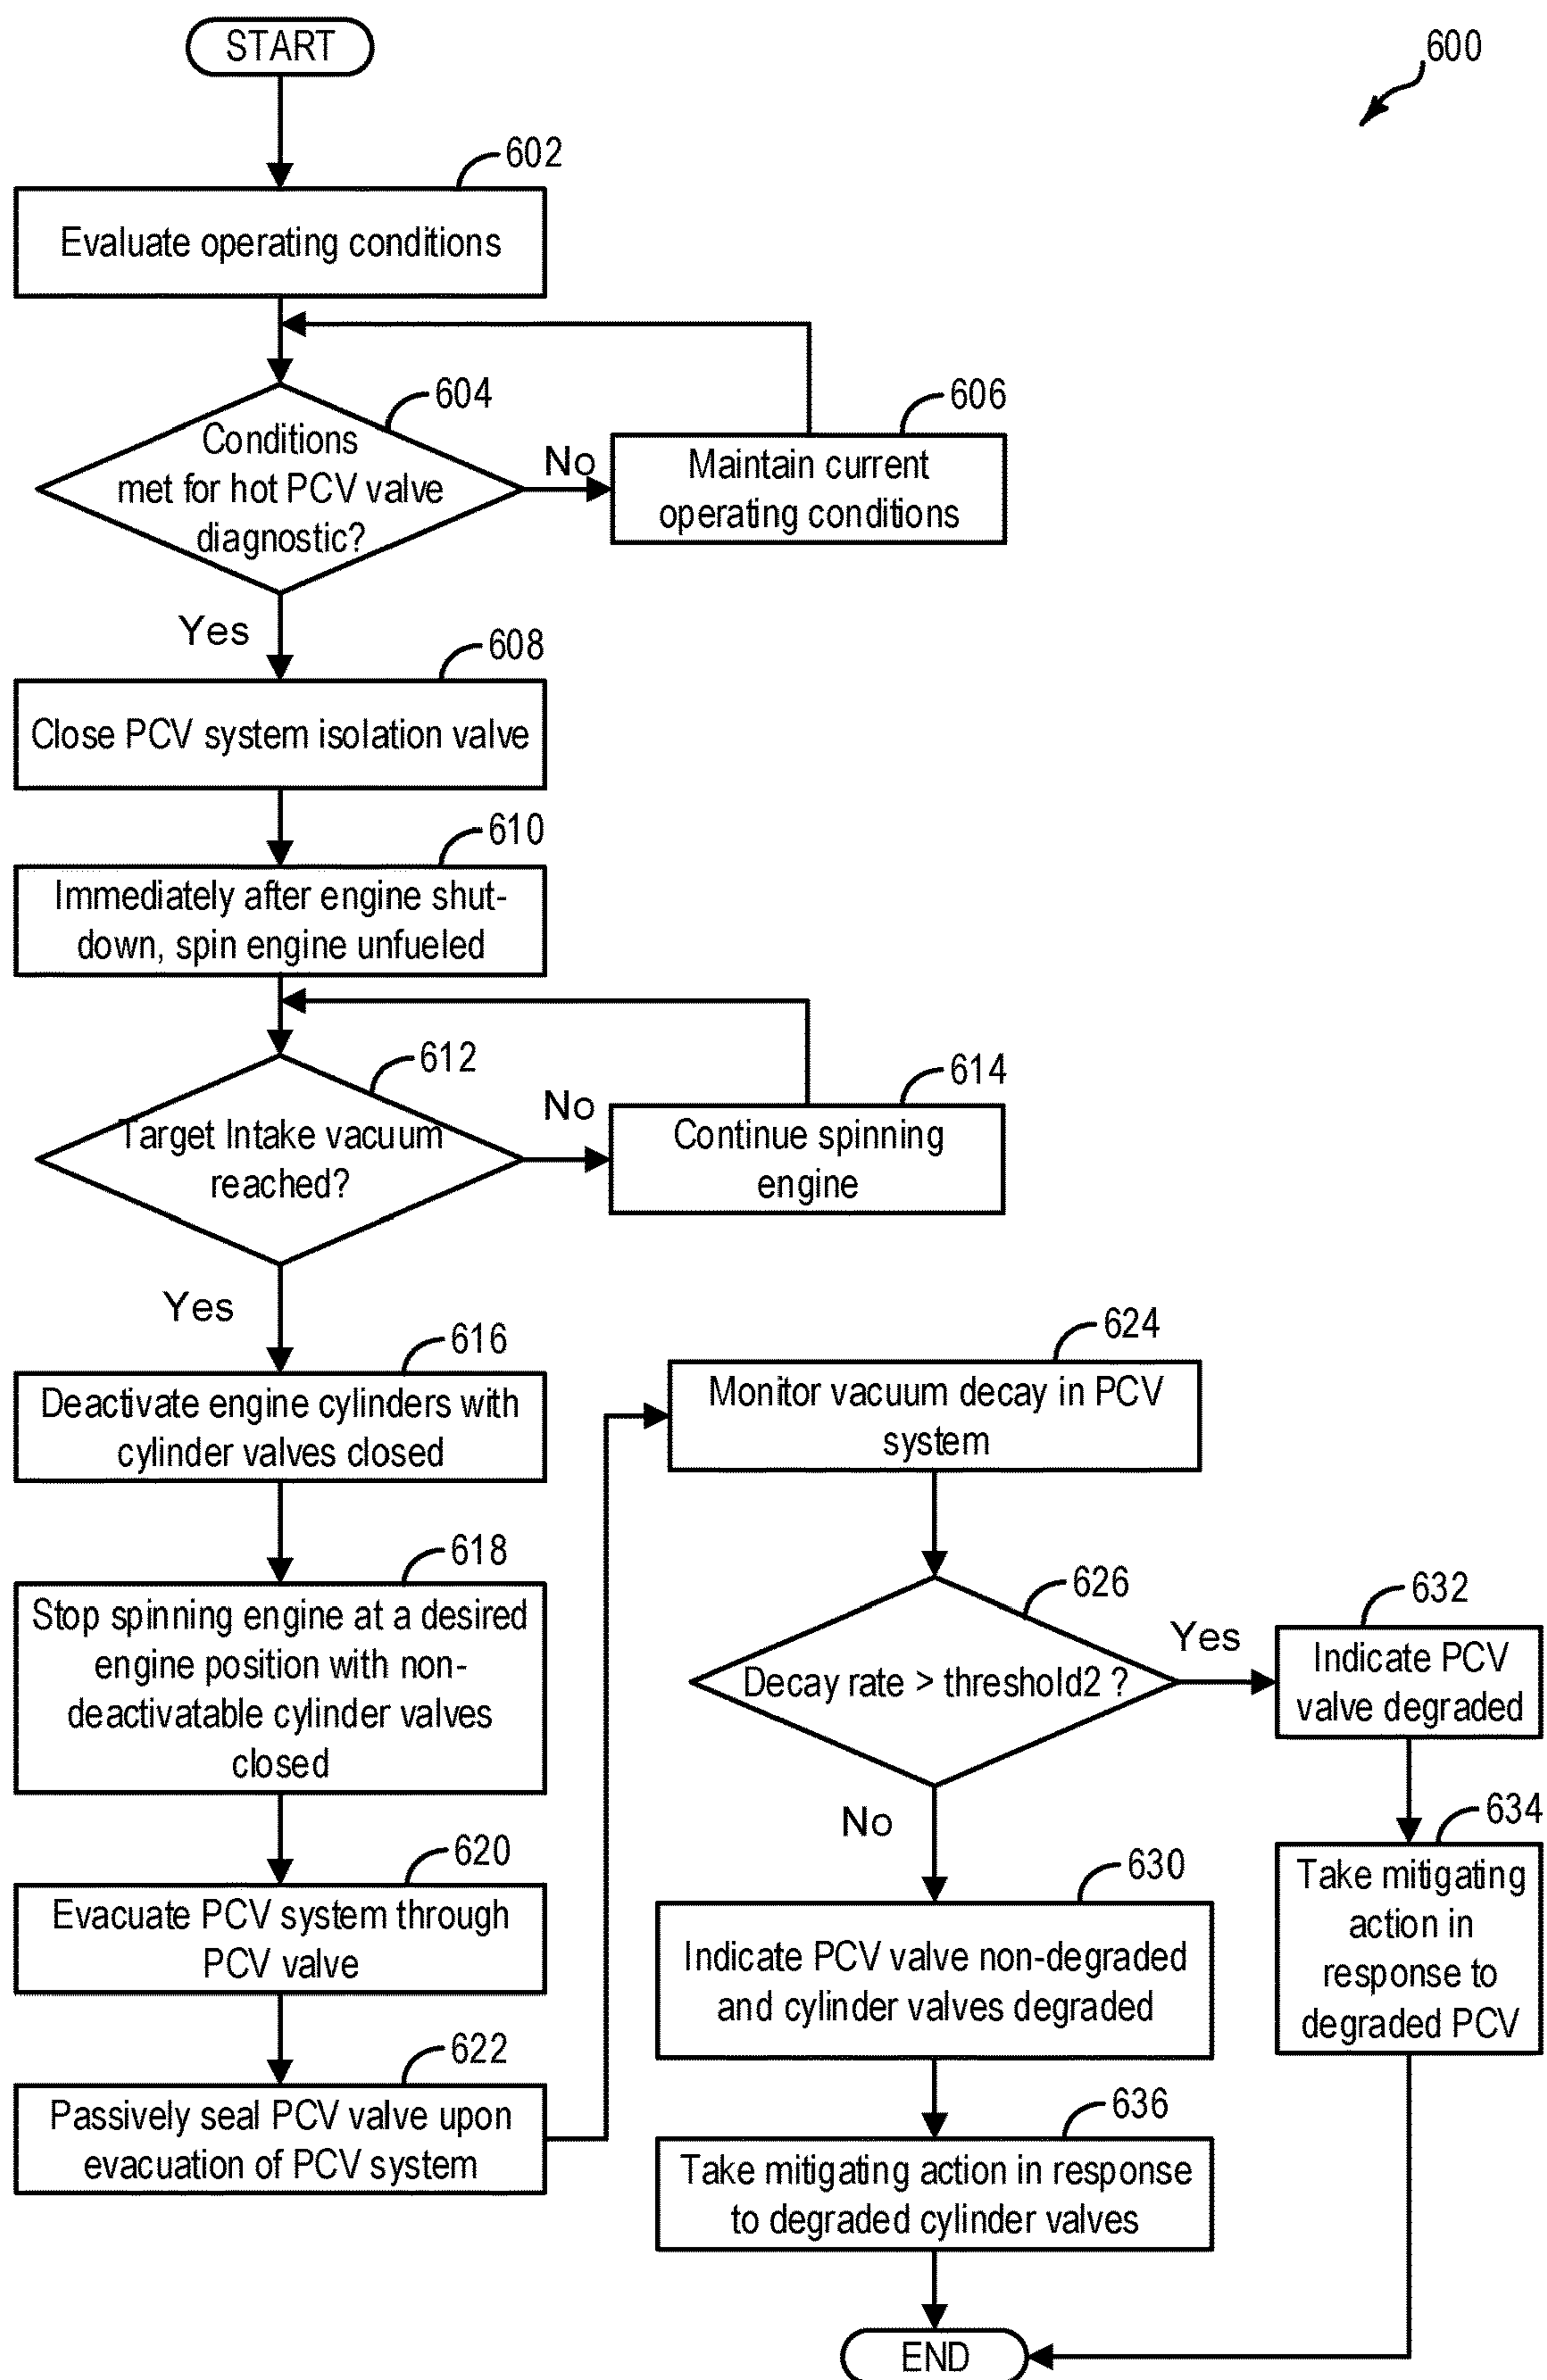 START
600
602
Evaluate operating conditions
604
Conditions
met for hot PCV valve
diagnostic?
No
606
Maintain current
operating conditions
Yes
608
Close PCV system isolation valve
610
Immediately after engine shut-
down, spin engine unfueled
612
Target Intake vacuum
reached?
No
614
Continue spinning
engine
Yes
616
Deactivate engine cylinders with
cylinder valves closed
618
Stop spinning engine at a desired
engine position with non-
deactivatable cylinder valves
closed
620
Evacuate PCV system through
PCV valve
622
Passively seal PCV valve upon
evacuation of PCV system
624
Monitor vacuum decay in PCV
system
626
Decay rate > threshold2 ?
Yes
632
Indicate PCV
valve degraded
634
Take mitigating
action in
response to
degraded PCV
No
630
Indicate PCV valve non-degraded
and cylinder valves degraded
636
Take mitigating action in response
to degraded cylinder valves
END